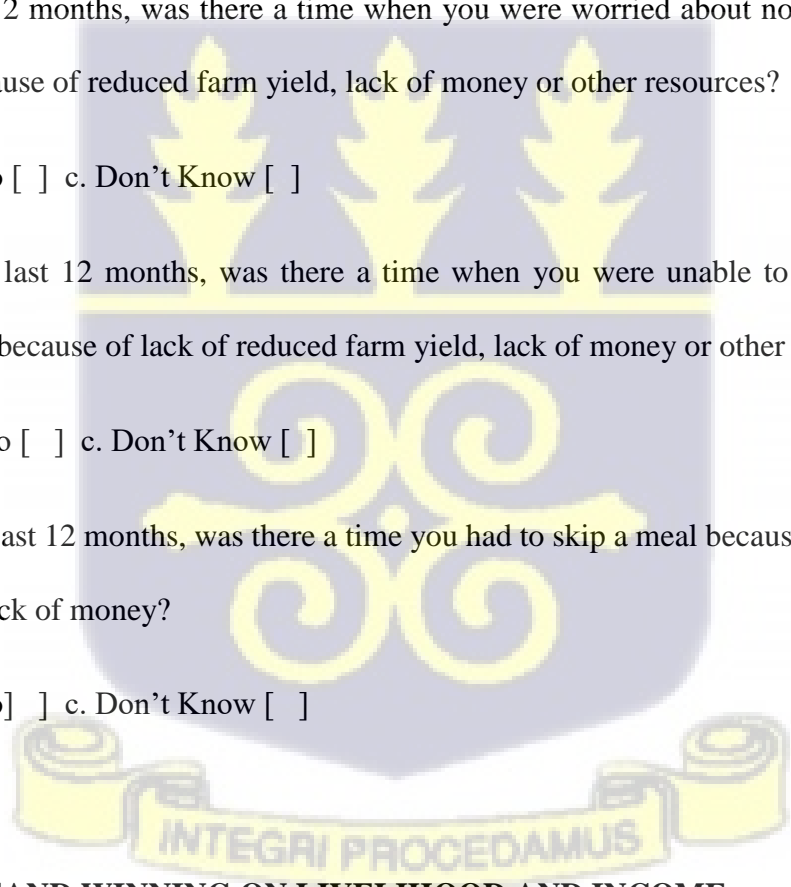 2 months, was there a time when you were worried about no
use of reduced farm yield, lack of money or other resources?
[ ] c. Don’t Know [ ]
last 12 months, was there a time when you were unable to
because of lack of reduced farm yield, lack of money or other
o [ ] c. Don’t Know [ ]
ast 12 months, was there a time you had to skip a meal becaus
ck of money?
] ] c. Don’t Know [ ]
INTEGRI PROCEDAMUS
AND WINNING ON LIVELIHOOD AND INCOME